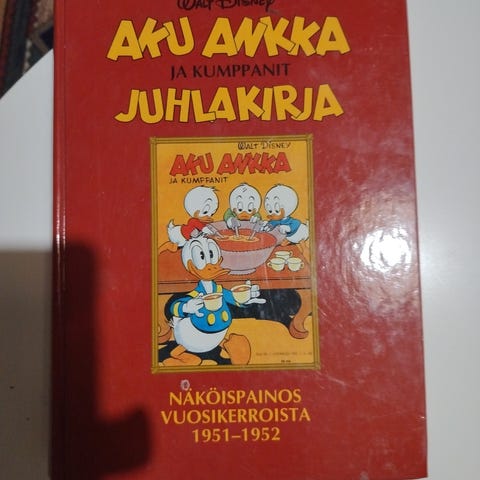 WALT DISNEY
AKU ANKKA
JA KUMPPANIT
JUHLAKIRJA
WALT DISNEY
AKU ANKKA
JA KUMPPANIT
NÄKÖISPAINOS
VUOSIKERROISTA
1951–1952